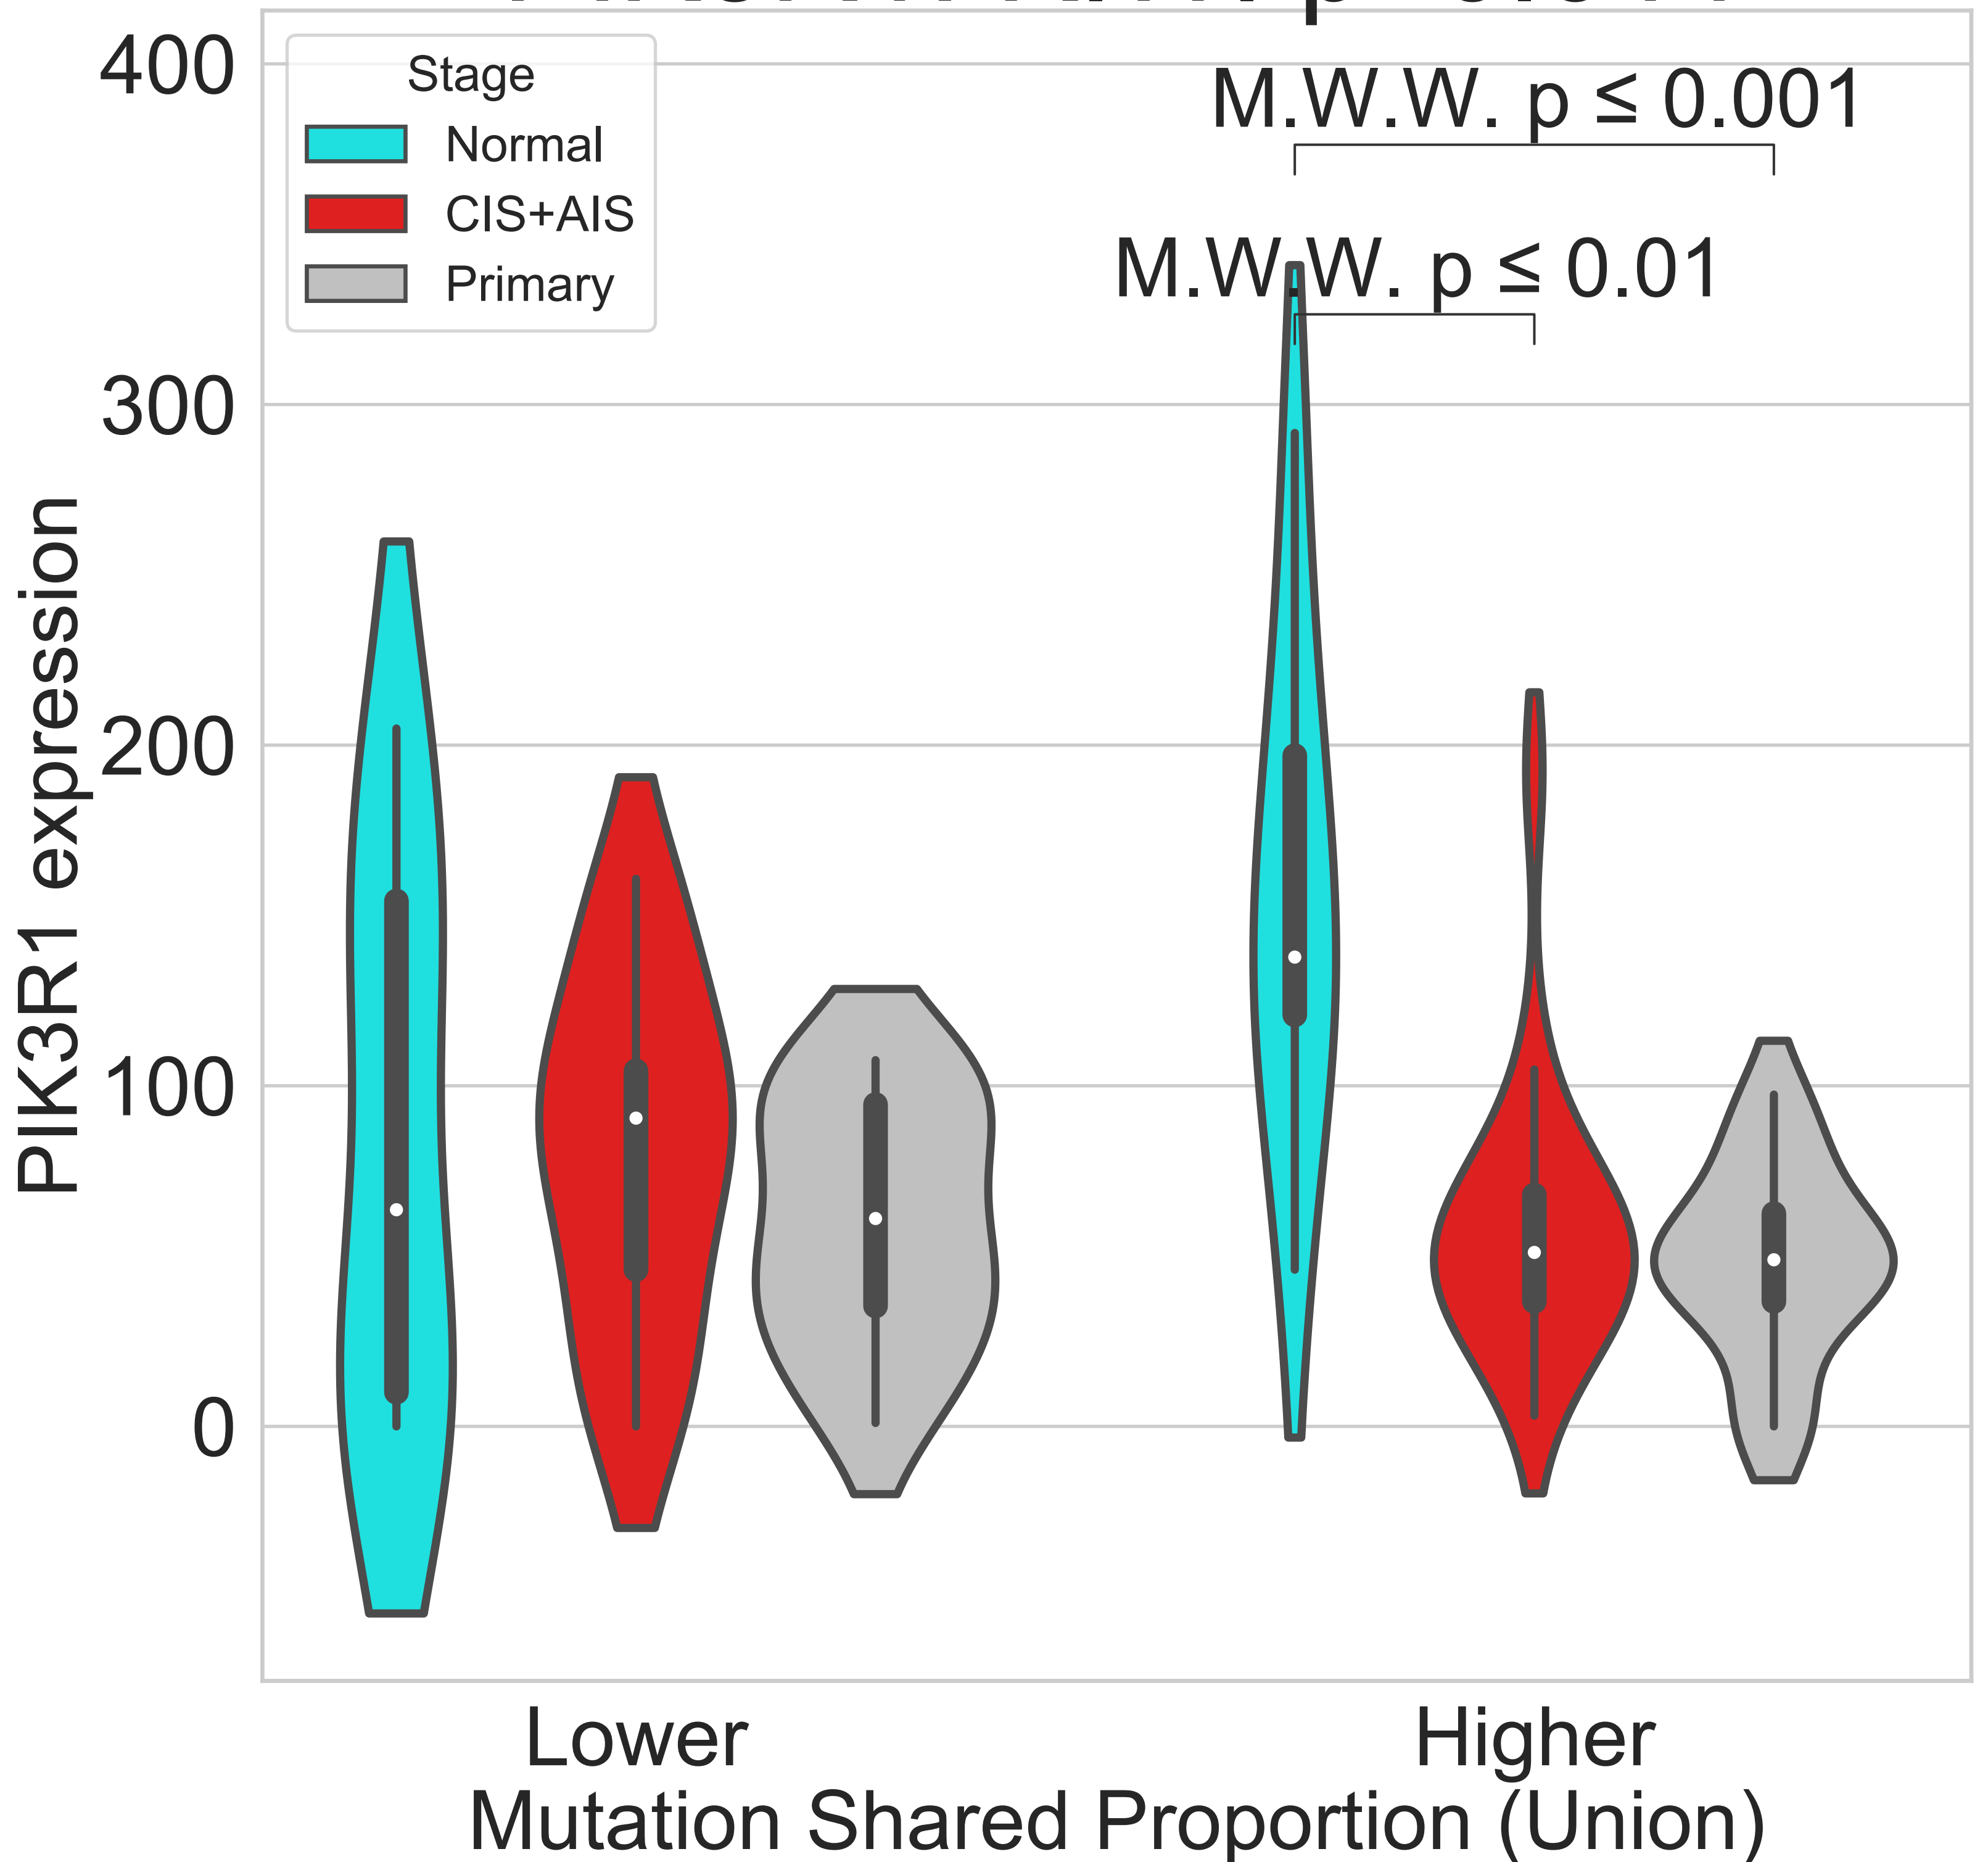 400
300
200
100
0
PIK3R1 expression
Stage
Normal
CIS+AIS
Primary
M.W.W. p ≤ 0.001
M.W.W. p ≤ 0.01
Lower
Higher
Mutation Shared Proportion (Union)